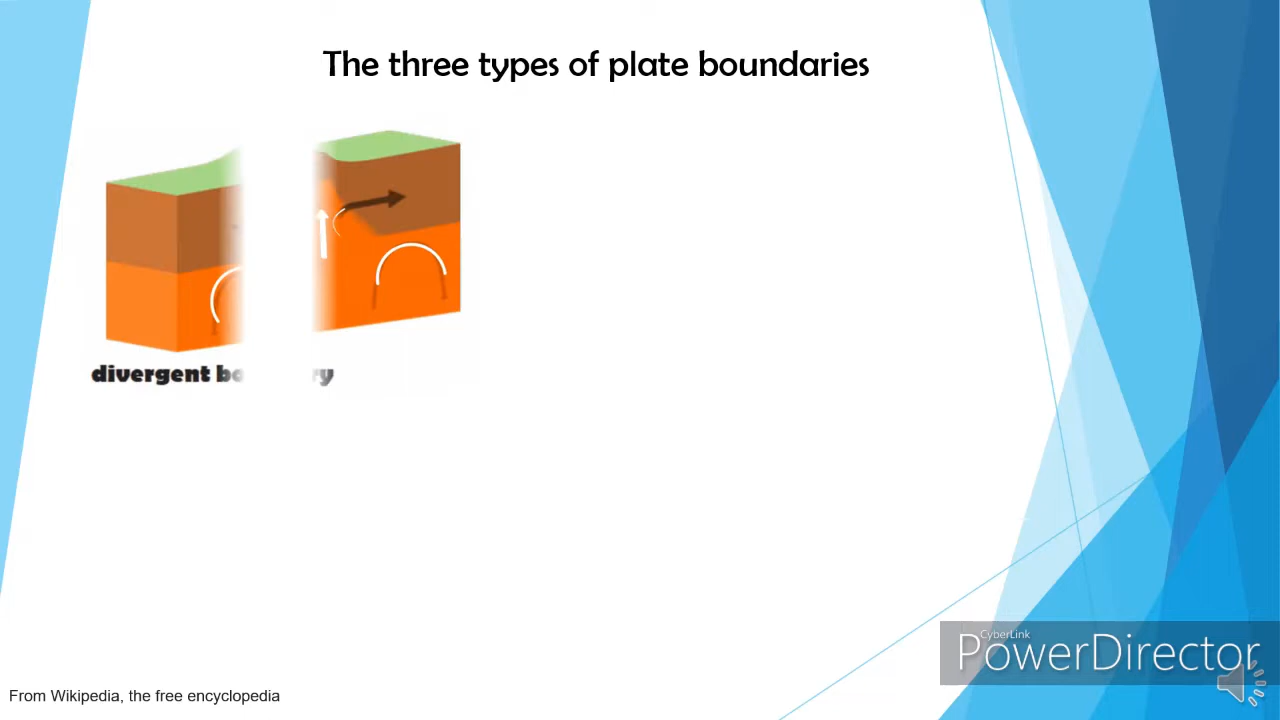 The three types of plate boundaries
divergent
CyberLink
PowerDirector
From Wikipedia, the free encyclopedia